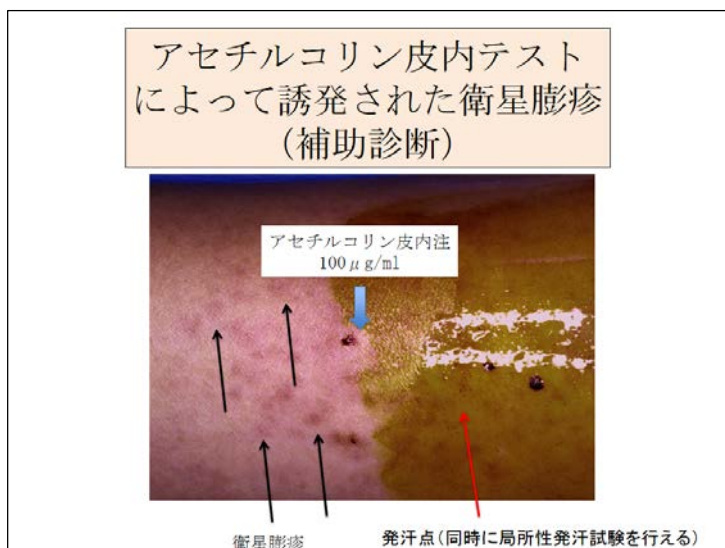 アセチルコリン皮内テスト
によって誘発された衛星膨疹
（補助診断）
アセチルコリン皮内注
100μg/ml
衛星膨疹
発汗点(同時に局所性発汗試験を行える)